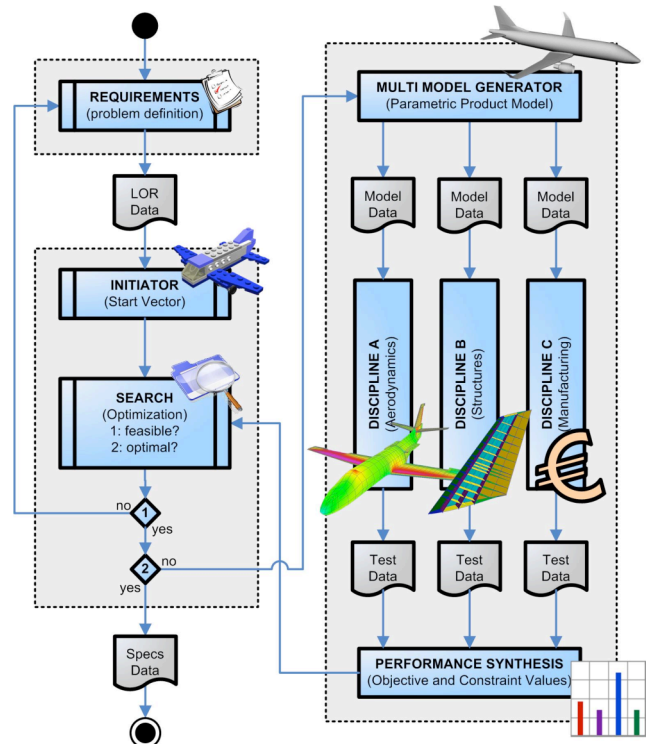 REQUIREMENTS
(problem definition)
LOR
Data
INITIATOR
(Start Vector)
SEARCH
(Optimization)
1: feasible?
2: optimal?
no
1
yes
2
no
yes
Specs
Data
MULTI MODEL GENERATOR
(Parametric Product Model)
Model
Data
Model
Data
Model
Data
DISCIPLINE A
(Aerodynamics)
DISCIPLINE B
(Structures)
DISCIPLINE C
(Manufacturing)
€
Test
Data
Test
Data
Test
Data
PERFORMANCE SYNTHESIS
(Objective and Constraint Values)